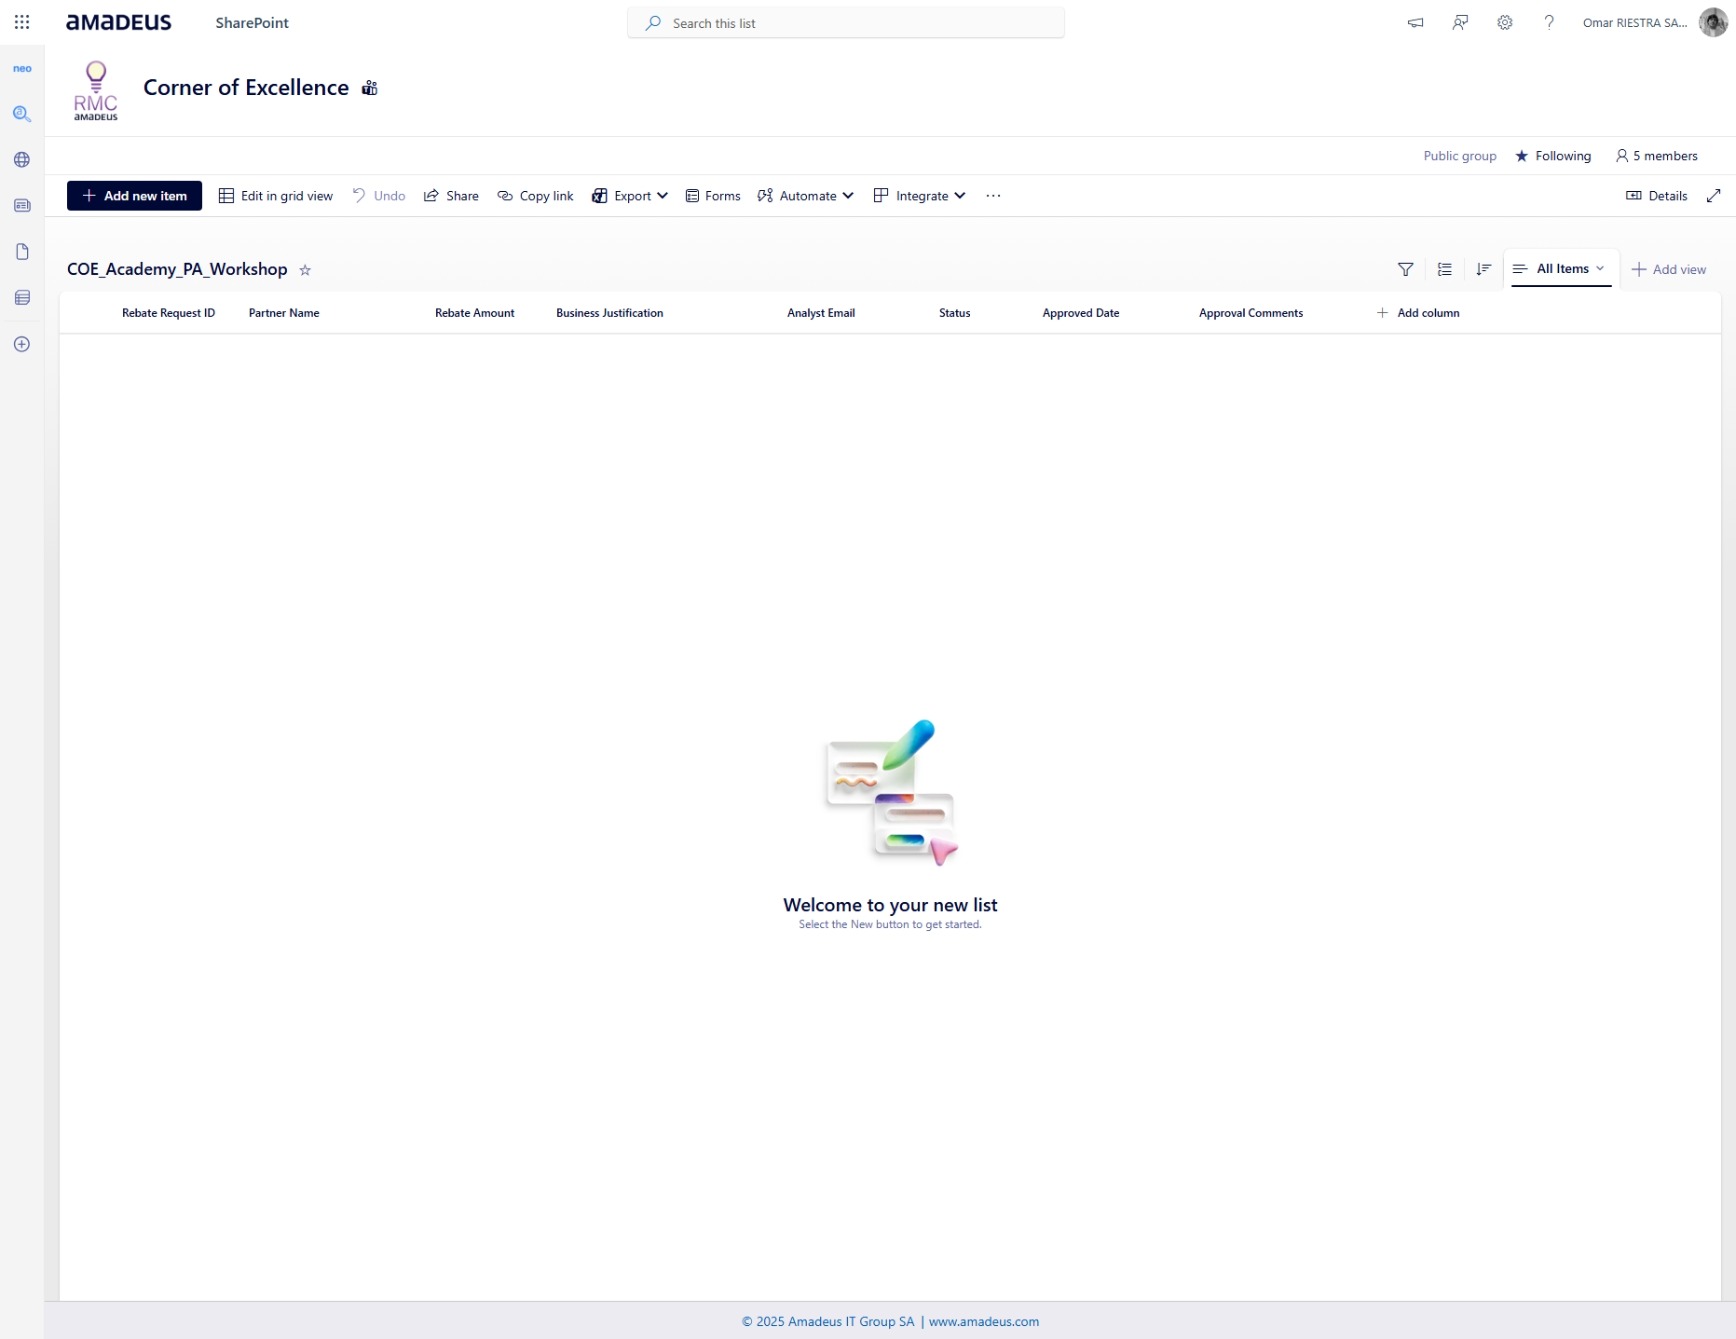 amadeus
SharePoint
Search this list
Omar RIESTRA SA...
neo
RMC
amadeus
Corner of Excellence
Public group
Following
5 members
Add new item
Edit in grid view
Undo
Share
Copy link
Export
Forms
Automate
Integrate
Details
COE_Academy_PA_Workshop
All Items
Add view
Rebate Request ID
Partner Name
Rebate Amount
Business Justification
Analyst Email
Status
Approved Date
Approval Comments
Add column
Welcome to your new list
Select the New button to get started.
© 2025 Amadeus IT Group SA | www.amadeus.com